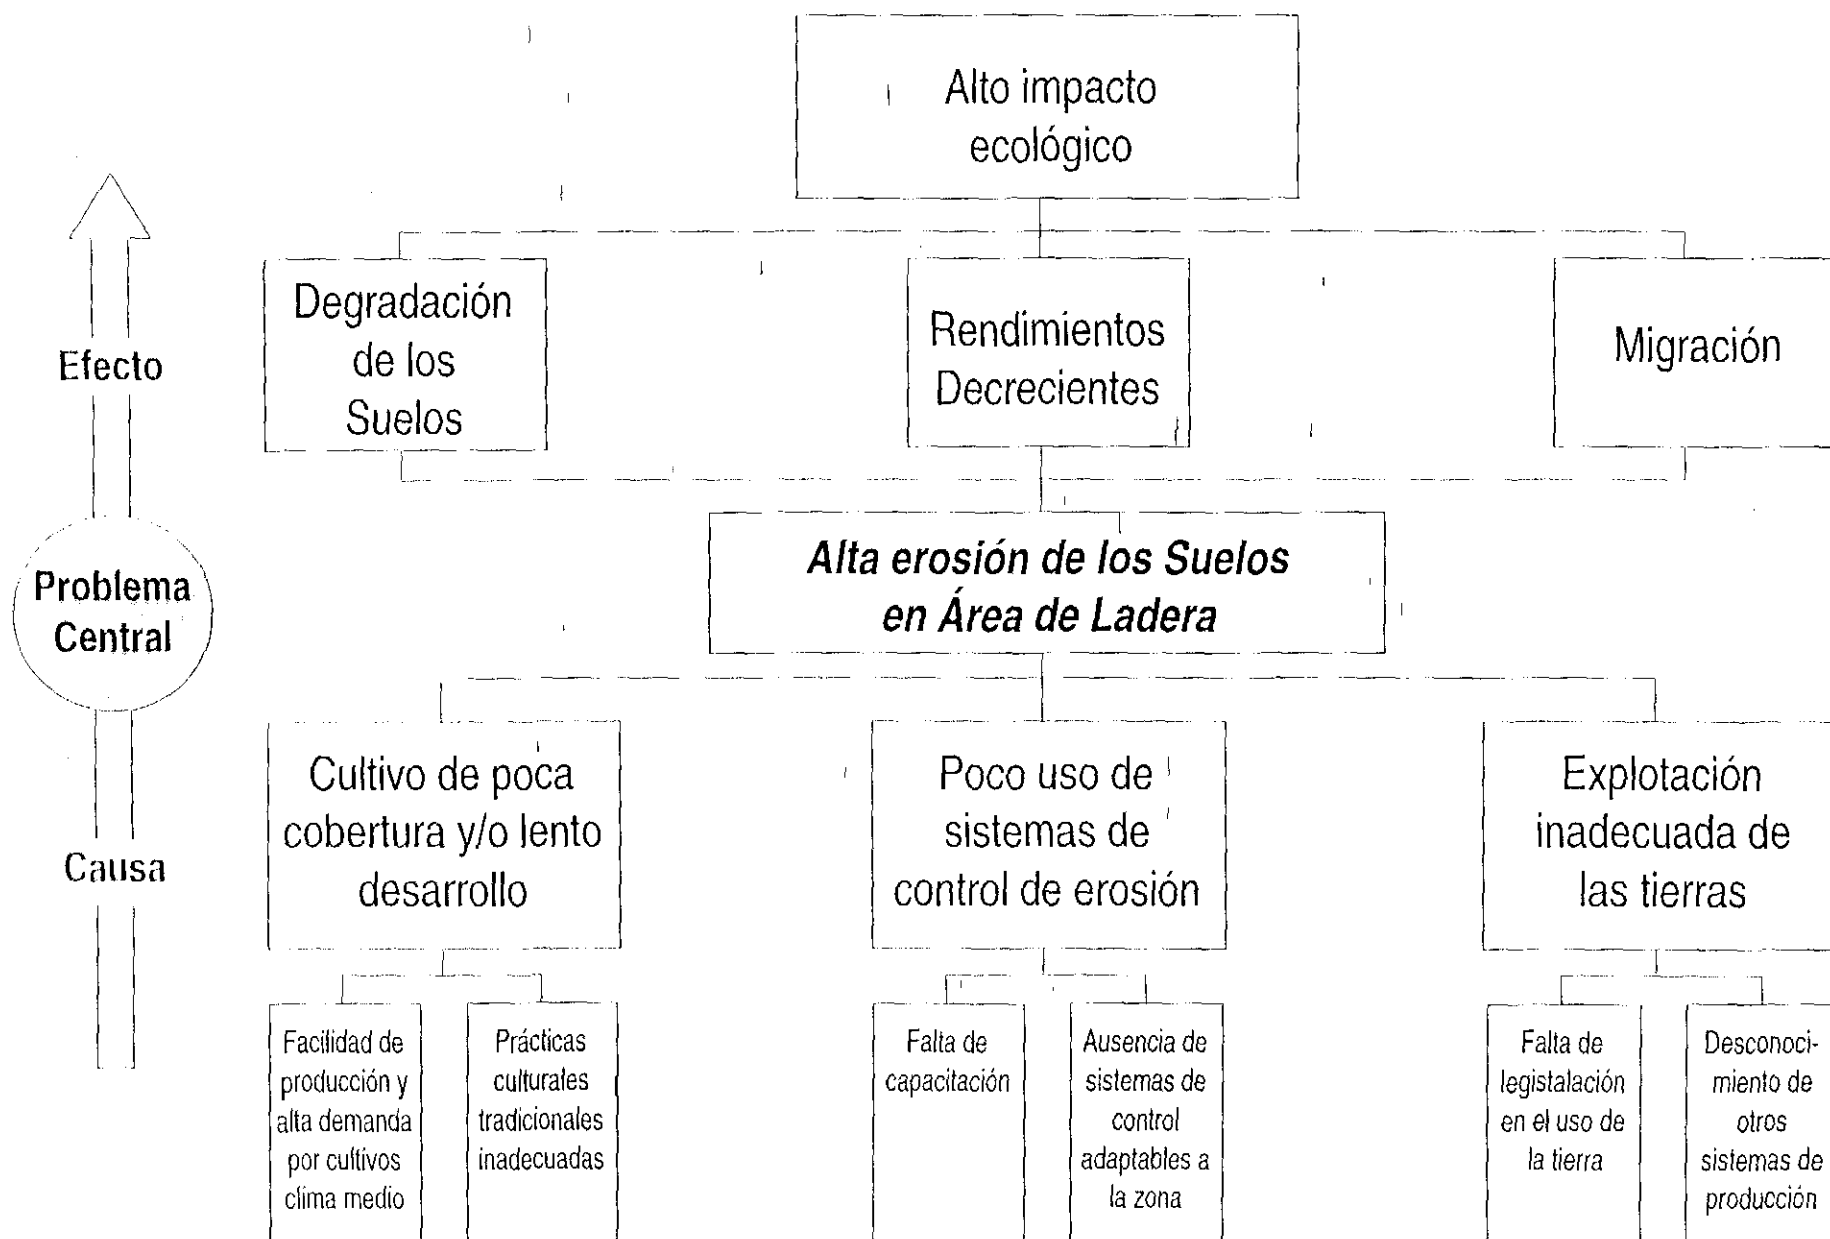 Alto impacto
ecológico
Degradación
de los
Suelos
Rendimientos
Decrecientes
Migración
Efecto
Problema
Central
Alta erosión de los Suelos
en Área de Ladera
Causa
Cultivo de poca
cobertura y/o lento
desarrollo
Poco uso de
sistemas de
control de erosión
Explotación
inadecuada de
las tierras
Facilidad de
producción y
alta demanda
por cultivos
clima medio
Prácticas
culturales
tradicionales
inadecuadas
Falta de
capacitación
Ausencia de
sistemas de
control
adaptables a
la zona
Falta de
legistalación
en el uso de
la tierra
Desconoci-
miento de
otros
sistemas de
producción